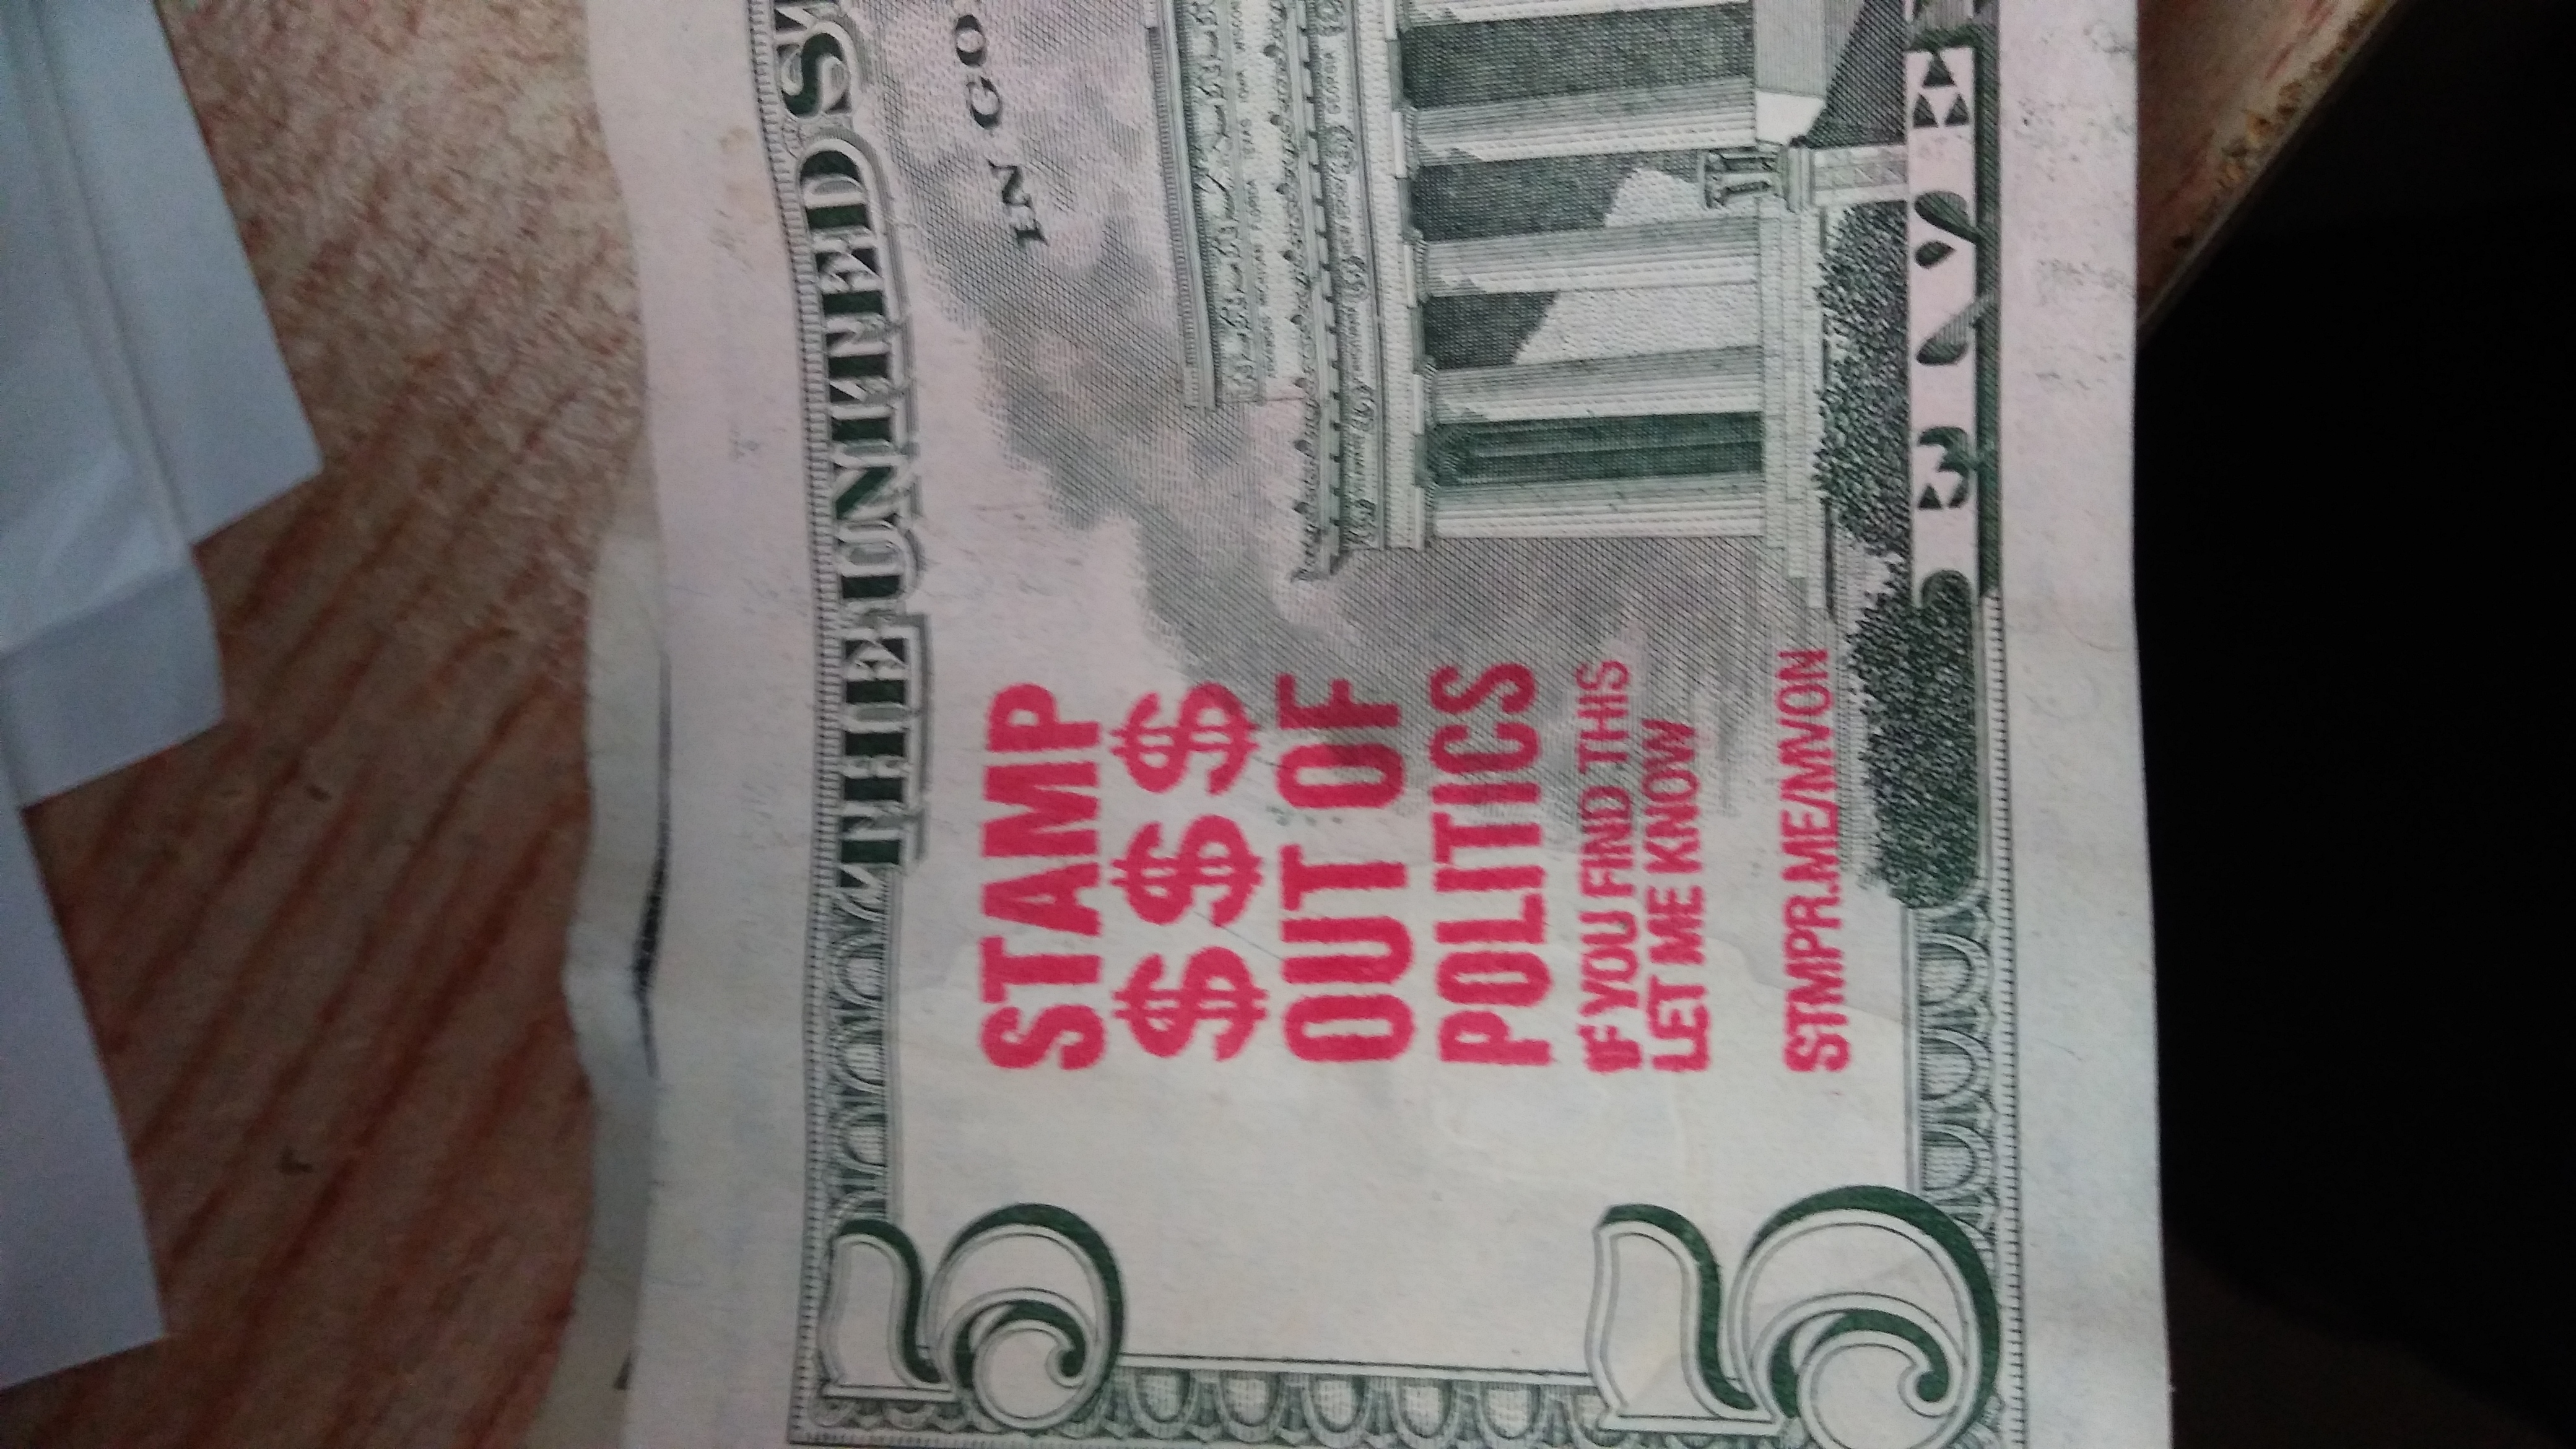 THE UNITED S
IN GO
STAMP
$ $ $
OUT OF
POLITICS
IF YOU FIND THIS
LET ME KNOW
STMPR.ME/MVON
5
5